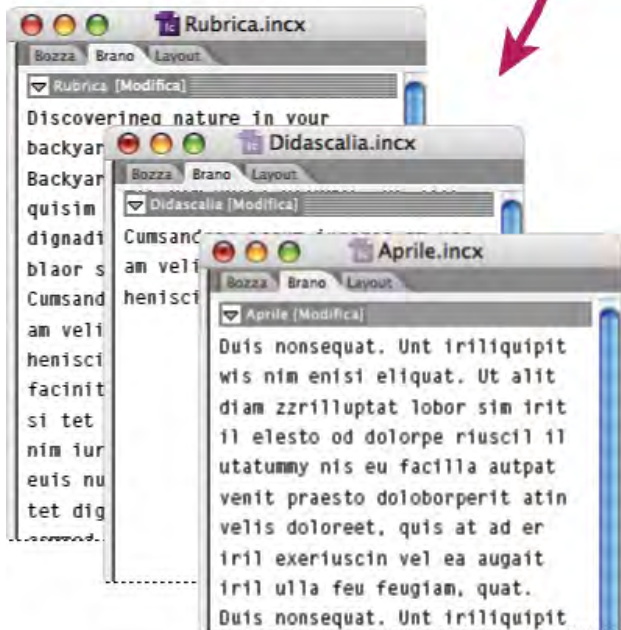 Rubrica.incx
Bozza Brano Layout
Rubrica [Modifica]
Discoverineg nature in your
backyar
Backyar
quisim
dignadi
blaor s
Cumsand
am veli
henisci
facinit
si tet
nim iur
euis nu
tet dig
Didascalia.incx
Bozza Brano Layout
Didascalia [Modifica]
Cumsand
am veli
henisci
Aprile.incx
Bozza Brano Layout
Aprile [Modifica]
Duis nonsequat. Unt iriliquipit
wis nim enisi eliquat. Ut alit
diam zzrilluptat lobor sim irit
il elesto od dolorpe riuscil il
utatummy nis eu facilla autpat
venit praesto doloborperit atin
velis doloreet, quis at ad er
iril exeriuscin vel ea augait
iril ulla feu feugiam, quat.
Duis nonsequat. Unt iriliquipit